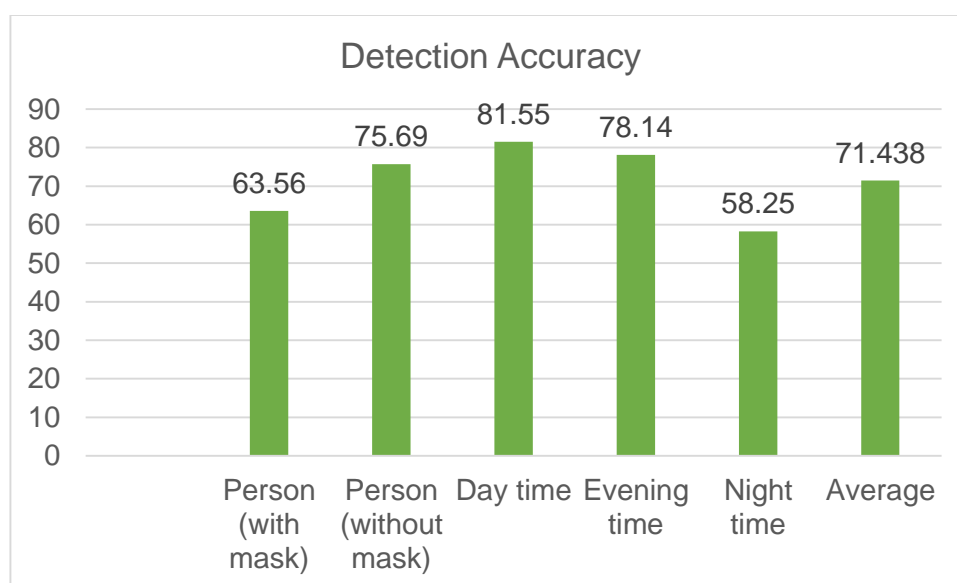 Detection Accuracy
90
80
70
60
50
40
30
20
10
0
63.56
75.69
81.55
78.14
58.25
71.438
Person
(with
mask)
Person
(without
mask)
Day time
Evening
time
Night
time
Average